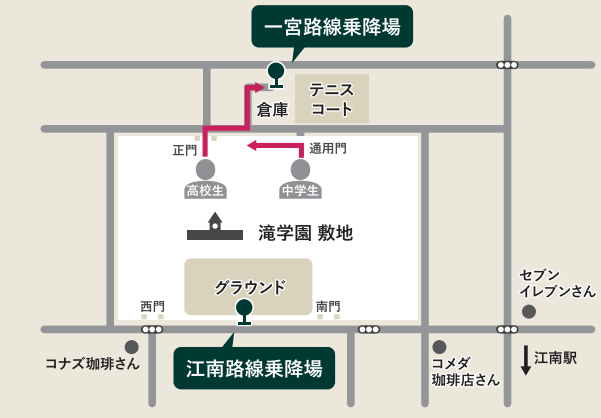 一宮路線乗降場
テニス
コート
倉庫
正門
通用門
高校生
中学生
滝学園 敷地
グラウンド
西門
南門
セブン
イレブンさん
コナズ珈琲さん
江南路線乗降場
コメダ
珈琲店さん
江南駅